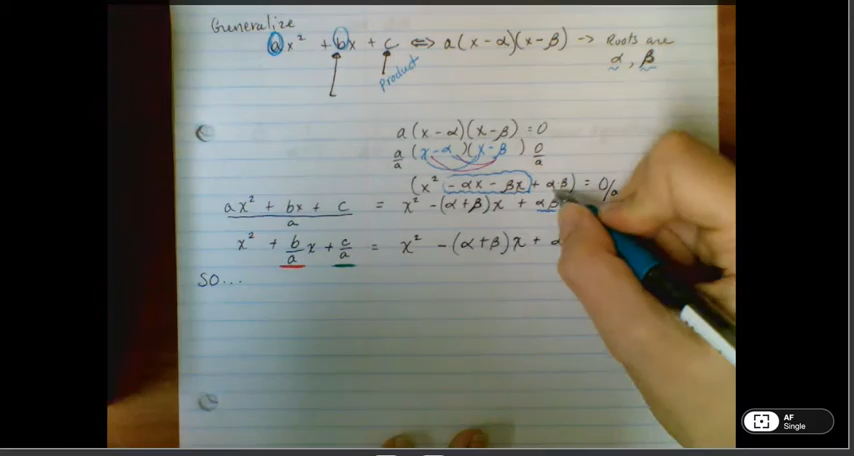 Generalize
ax² + bx + c ⇔ a(x-α)(x-β) → Roots are
α, β
product
a(x-α)(x-β) = 0
a/a (x-α)(x-β) 0/a
(x² -αx - βx + αβ) = 0/a
ax² + bx + c / a = x² -(α+β)x + αβ
x² + b/a x + c/a = x² -(α+β)x +
SO...
AF
Single